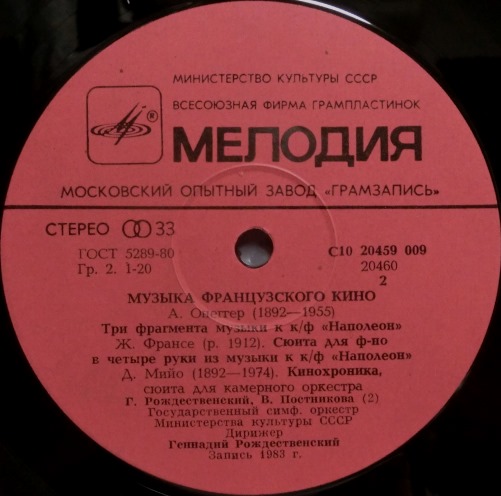 МИНИСТЕРСТВО КУЛЬТУРЫ СССР
ВСЕСОЮЗНАЯ ФИРМА ГРАМПЛАСТИНОК
®
МЕЛОДИЯ
МОСКОВСКИЙ ОПЫТНЫЙ ЗАВОД «ГРАМЗАПИСЬ»
СТЕРЕО 33
ГОСТ 5289-80 С10 20459 009
Гр. 2. 1-20 20460
2
МУЗЫКА ФРАНЦУЗСКОГО КИНО
А. Онеггер (1892—1955)
Три фрагмента музыки к к/ф «Наполеон»
Ж. Франсе (р. 1912). Сюита для ф-но
в четыре руки из музыки к к/ф «Наполеон»
Д. Мийо (1892—1974). Кинохроника,
сюита для камерного оркестра
Г. Рождественский, В. Постникова (2)
Государственный симф. оркестр
Министерства культуры СССР
Дирижер
Геннадий Рождественский
Запись 1983 г.